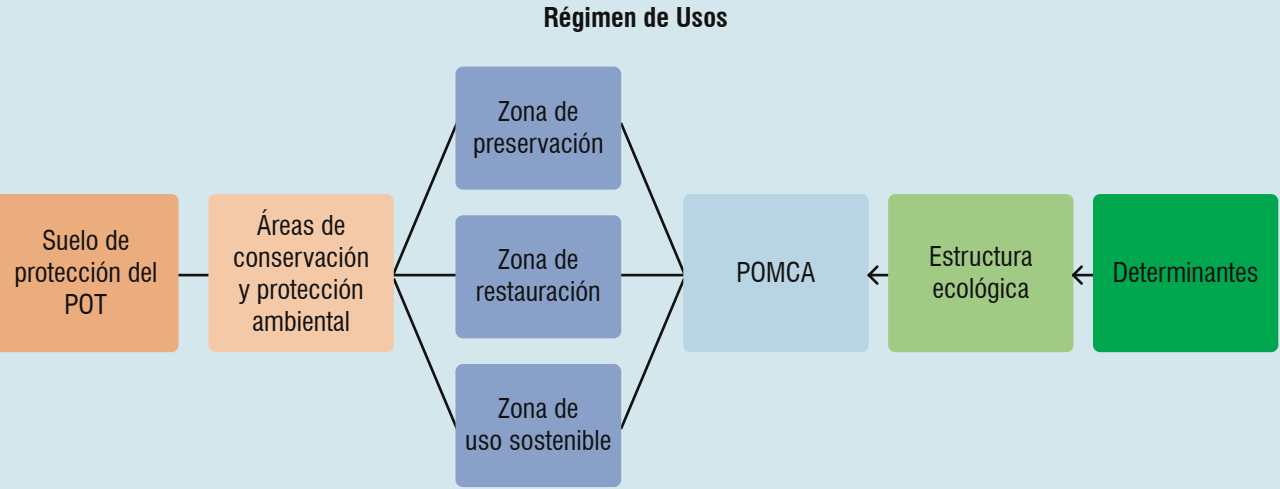 Régimen de Usos
Suelo de
protección del
POT
Áreas de
conservación
y protección
ambiental
Zona de
preservación
Zona de
restauración
Zona de
uso sostenible
POMCA
Estructura
ecológica
Determinantes